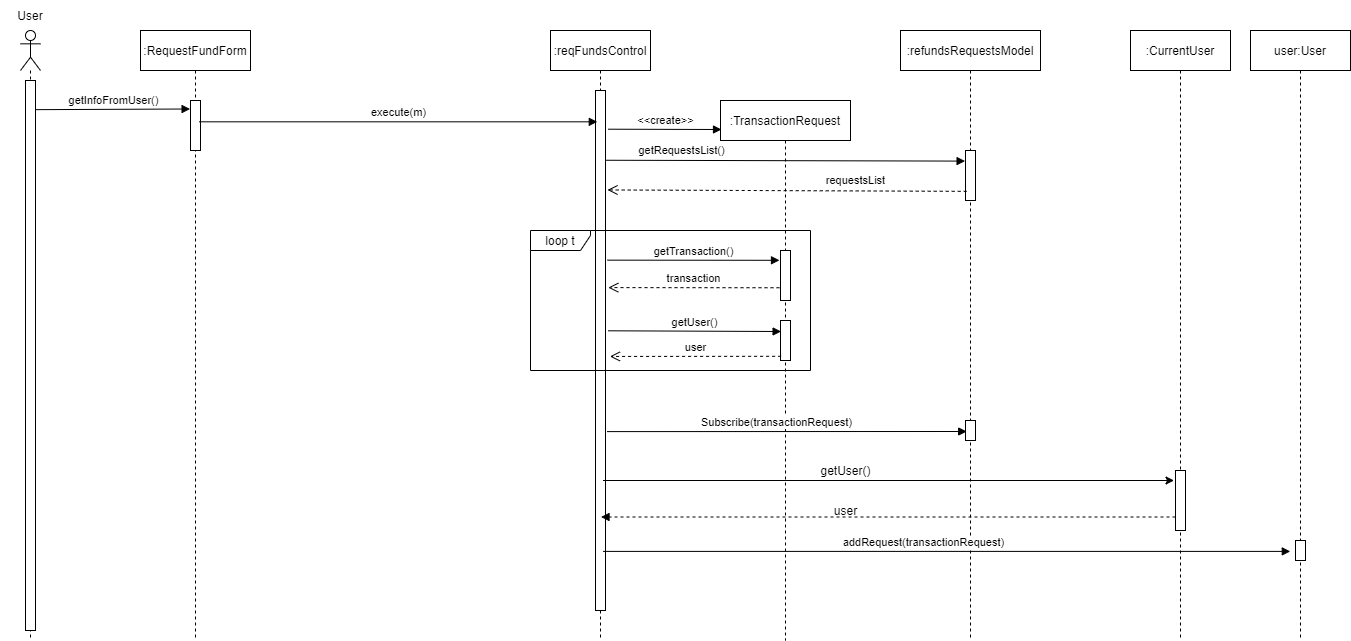 User
:RequestFundForm
:reqFundsControl
:refundsRequestsModel
:CurrentUser
user:User
getInfoFromUser()
execute(m)
<<create>>
:TransactionRequest
getRequestsList()
requestsList
loop t
getTransaction()
transaction
getUser()
user
Subscribe(transactionRequest)
getUser()
user
addRequest(transactionRequest)